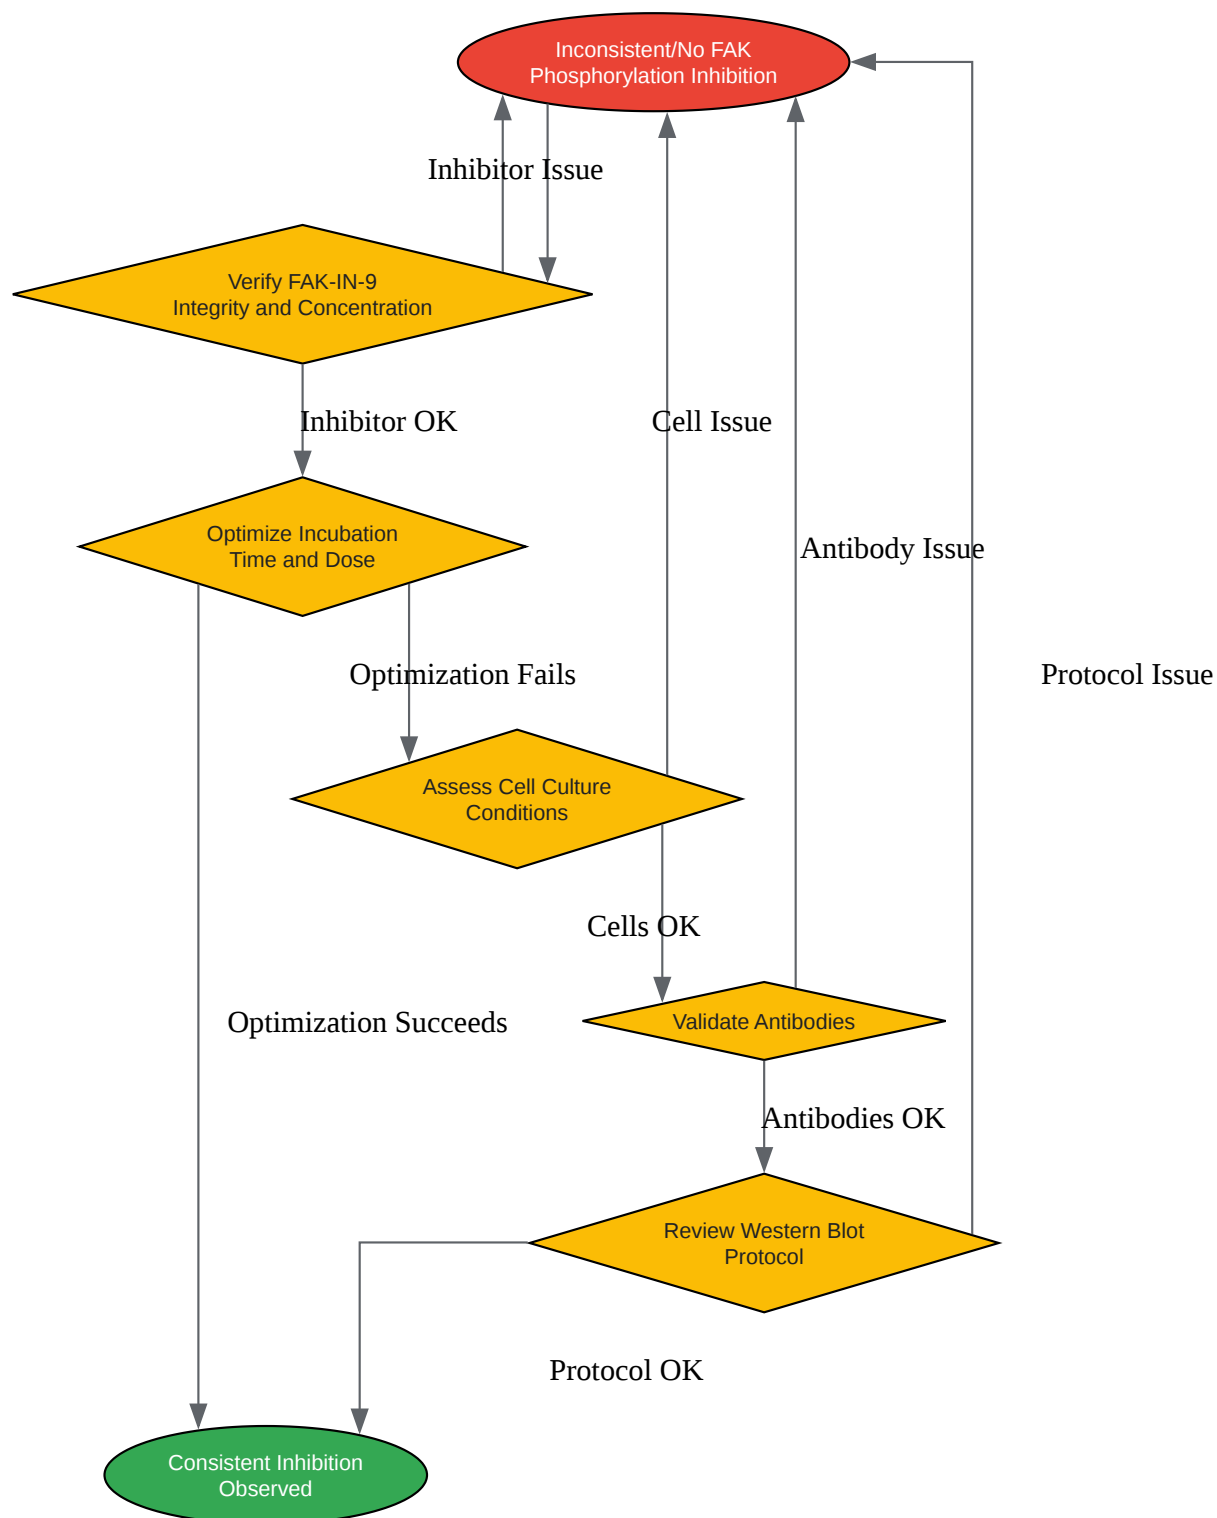 Inconsistent/No FAK
Phosphorylation Inhibition
Inhibitor Issue
Verify FAK-IN-9
Integrity and Concentration
Inhibitor OK
Cell Issue
Optimize Incubation
Time and Dose
Antibody Issue
Optimization Fails
Protocol Issue
Assess Cell Culture
Conditions
Cells OK
Optimization Succeeds
Validate Antibodies
Antibodies OK
Review Western Blot
Protocol
Protocol OK
Consistent Inhibition
Observed